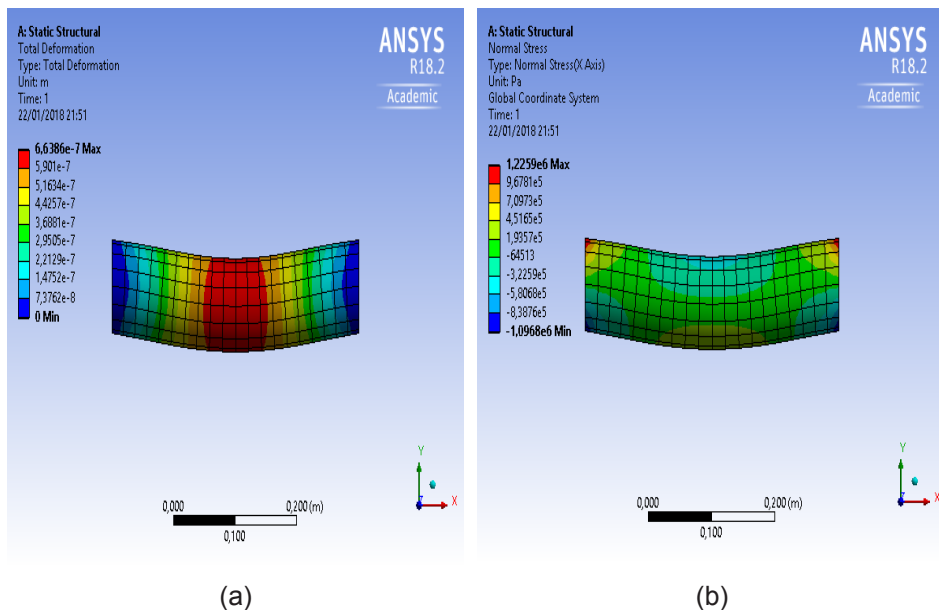 A: Static Structural
Total Deformation
Type: Total Deformation
Unit: m
Time: 1
22/01/2018 21:51
ANSYS
R18.2
Academic
6,6386e-7 Max
5,901e-7
5,1634e-7
4,4257e-7
3,6881e-7
2,9505e-7
2,2129e-7
1,4752e-7
7,3762e-8
0 Min
Y
X
Z
0,000
0,200 (m)
0,100
(a)
A: Static Structural
Normal Stress
Type: Normal Stress(X Axis)
Unit: Pa
Global Coordinate System
Time: 1
22/01/2018 21:51
ANSYS
R18.2
Academic
1,2259e6 Max
9,6781e5
7,0973e5
4,5165e5
1,9357e5
-64513
-3,2259e5
-5,8068e5
-8,3876e5
-1,0968e6 Min
Y
X
Z
0,000
0,200 (m)
0,100
(b)